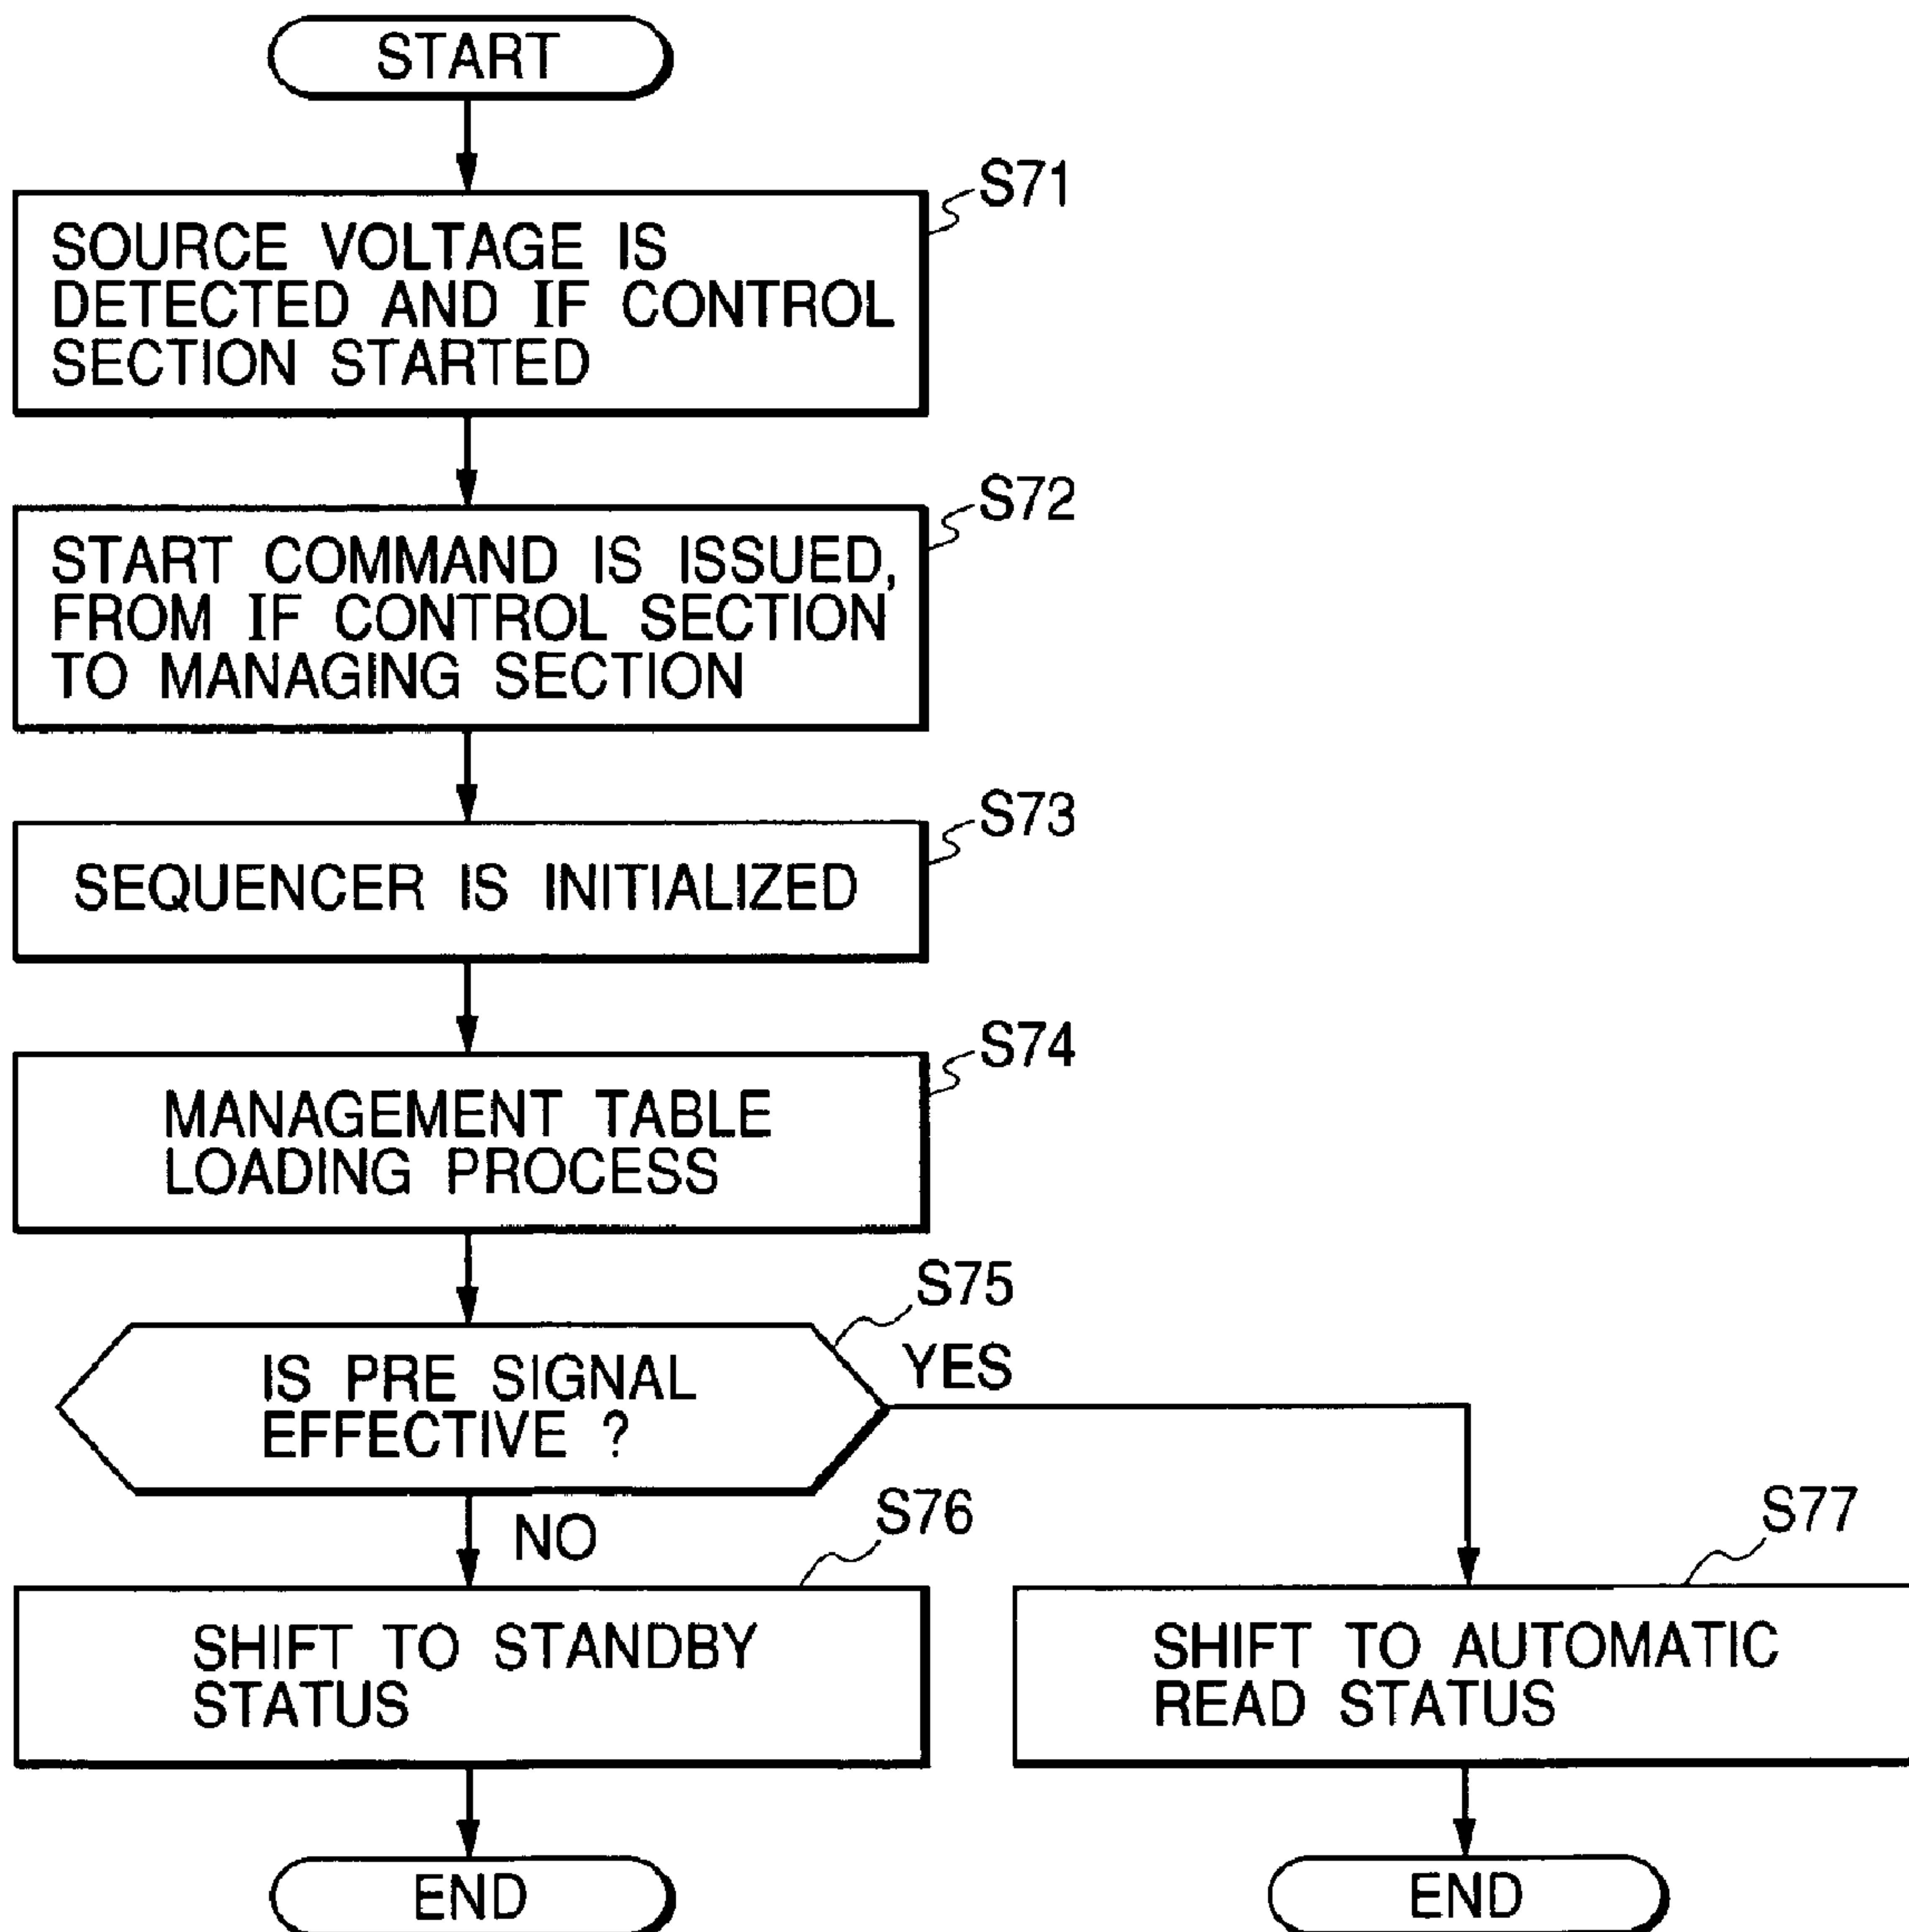 START
S71
SOURCE VOLTAGE IS
DETECTED AND IF CONTROL
SECTION STARTED
S72
START COMMAND IS ISSUED,
FROM IF CONTROL SECTION
TO MANAGING SECTION
S73
SEQUENCER IS INITIALIZED
S74
MANAGEMENT TABLE
LOADING PROCESS
S75
IS PRE SIGNAL
EFFECTIVE ?
YES
NO
S76
SHIFT TO STANDBY
STATUS
S77
SHIFT TO AUTOMATIC
READ STATUS
END
END